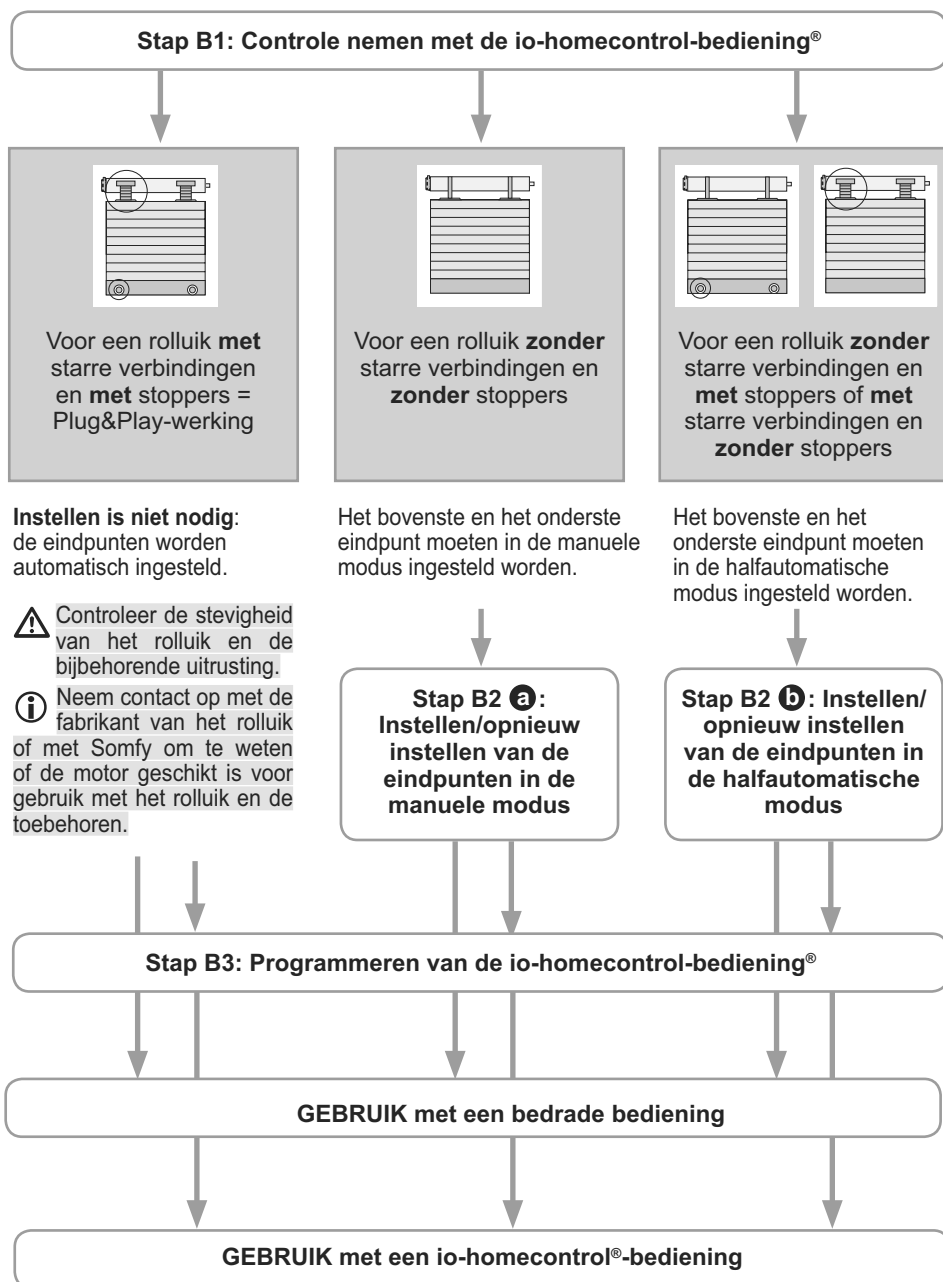 Stap B1: Controle nemen met de io-homecontrol-bediening®
Voor een rolluik met
starre verbindingen
en met stoppers =
Plug&Play-werking
Voor een rolluik zonder
starre verbindingen en
zonder stoppers
Voor een rolluik zonder
starre verbindingen en
met stoppers of met
starre verbindingen en
zonder stoppers
Instellen is niet nodig:
de eindpunten worden
automatisch ingesteld.
Controleer de stevigheid
van het rolluik en de
bijbehorende uitrusting.
Neem contact op met de
fabrikant van het rolluik
of met Somfy om te weten
of de motor geschikt is voor
gebruik met het rolluik en de
toebehoren.
Het bovenste en het onderste
eindpunt moeten in de manuele
modus ingesteld worden.
Stap B2 a:
Instellen/opnieuw
instellen van de
eindpunten in de
manuele modus
Het bovenste en het
onderste eindpunt moeten
in de halfautomatische
modus ingesteld worden.
Stap B2 b: Instellen/
opnieuw instellen
van de eindpunten in
de halfautomatische
modus
Stap B3: Programmeren van de io-homecontrol-bediening®
GEBRUIK met een bedrade bediening
GEBRUIK met een io-homecontrol®-bediening